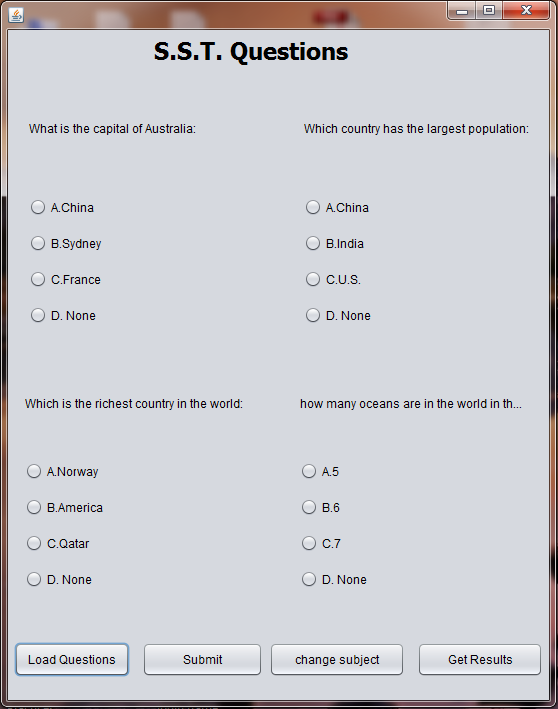 S.S.T. Questions
What is the capital of Australia:
A.China
B.Sydney
C.France
D. None
Which country has the largest population:
A.China
B.India
C.U.S.
D. None
Which is the richest country in the world:
A.Norway
B.America
C.Qatar
D. None
how many oceans are in the world in th...
A.5
B.6
C.7
D. None
Load Questions
Submit
change subject
Get Results